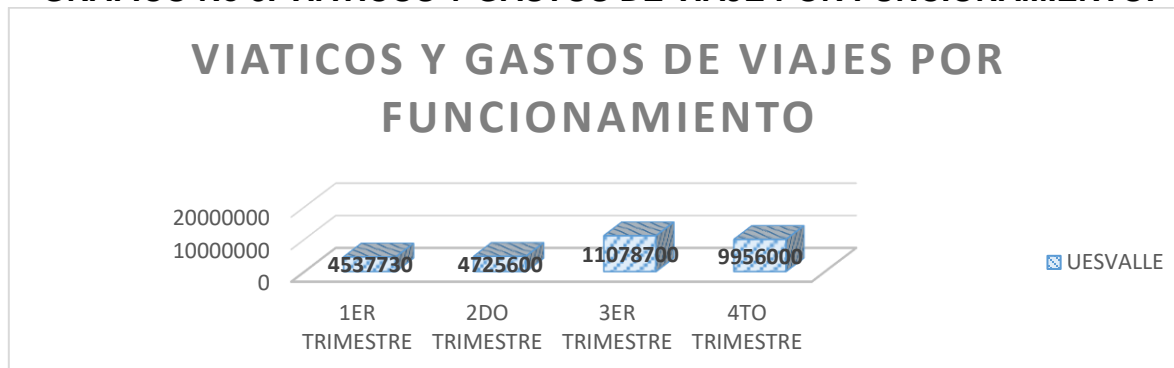 VIATICOS Y GASTOS DE VIAJES POR
FUNCIONAMIENTO
20000000
10000000
0
4537730
4725600
11078700
9956000
1ER
TRIMESTRE
2DO
TRIMESTRE
3ER
TRIMESTRE
4TO
TRIMESTRE
UESVALLE